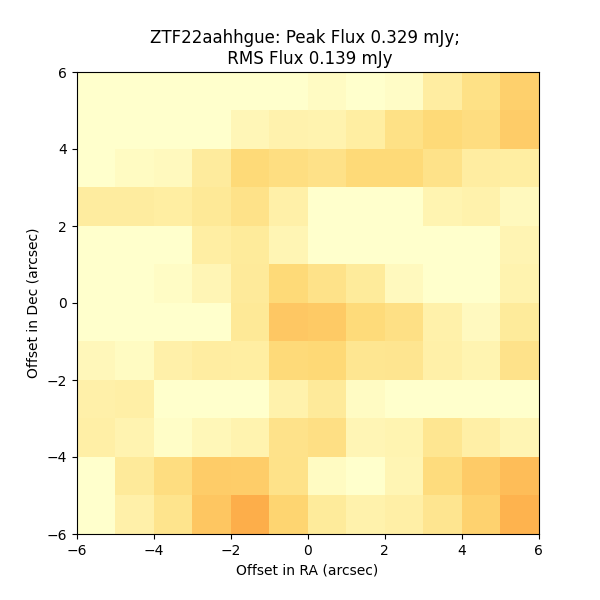 ZTF22aahhgue: Peak Flux 0.329 mJy;
RMS Flux 0.139 mJy
6
4
2
0
−2
−4
−6
Offset in Dec (arcsec)
−6 −4 −2 0 2 4 6
Offset in RA (arcsec)